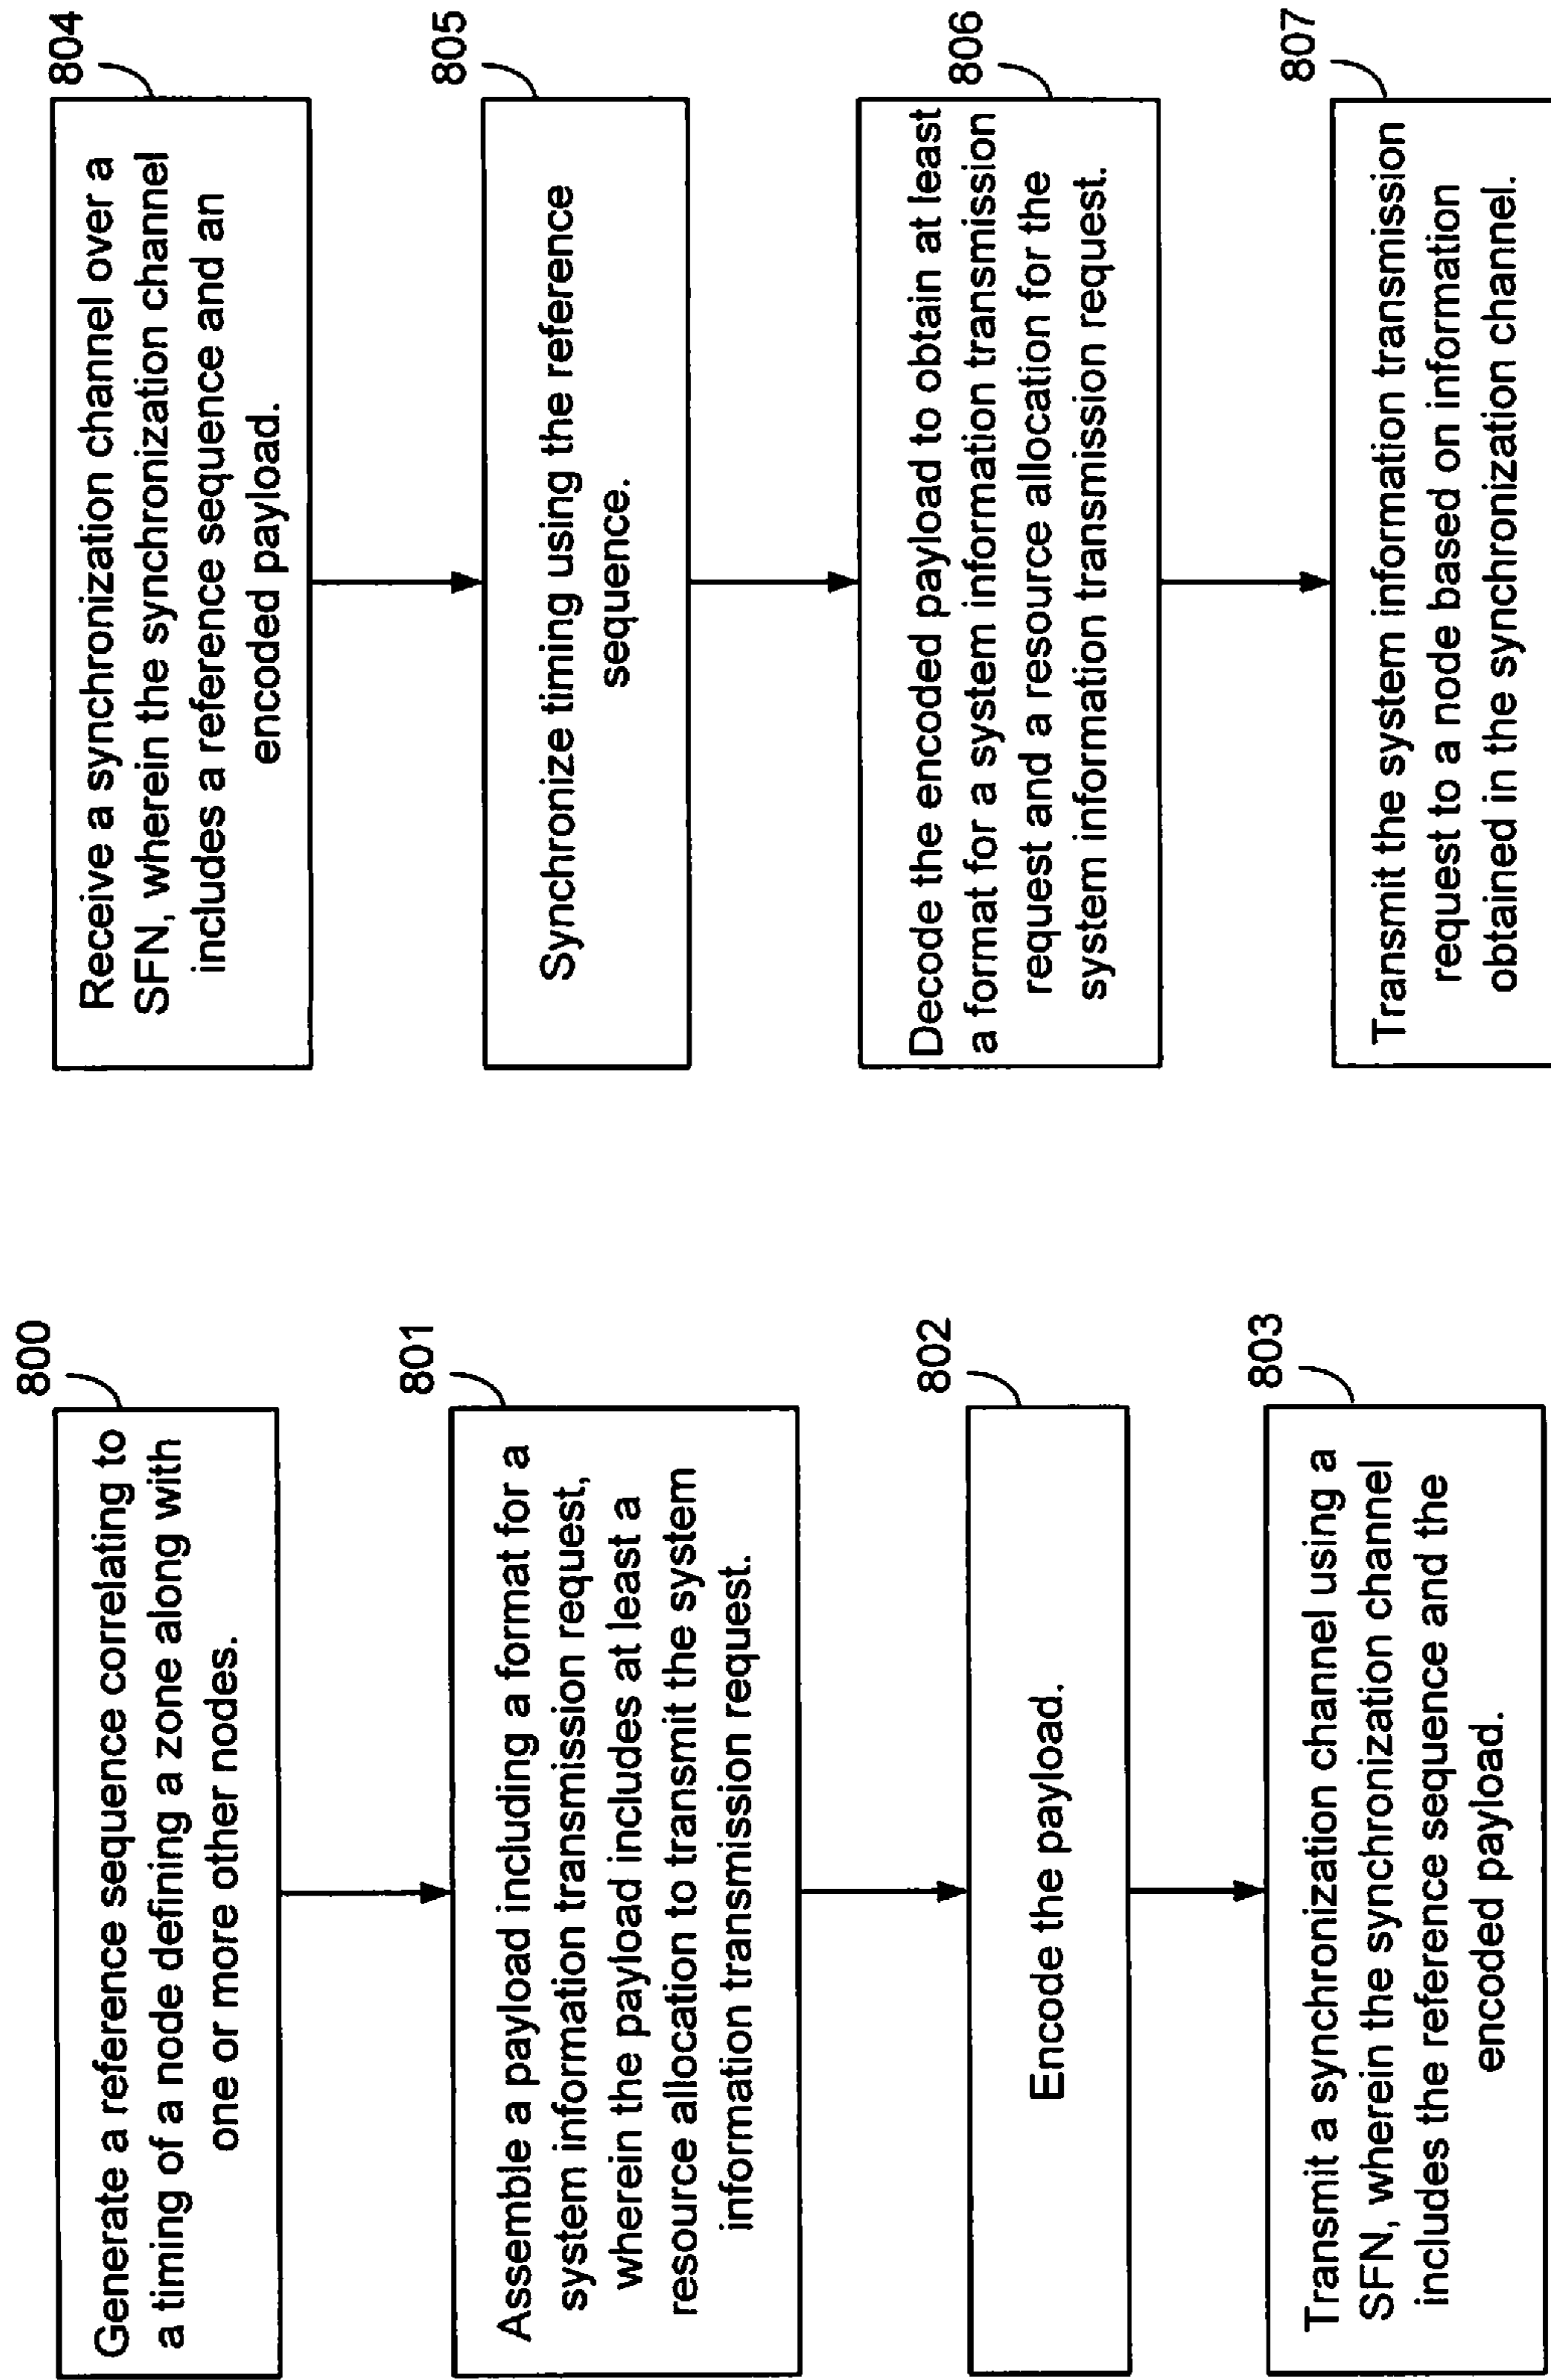 800
Generate a reference sequence correlating to
a timing of a node defining a zone along with
one or more other nodes.
801
Assemble a payload including a format for a
system information transmission request,
wherein the payload includes at least a
resource allocation to transmit the system
information transmission request.
802
Encode the payload.
803
Transmit a synchronization channel using a
SFN, wherein the synchronization channel
includes the reference sequence and the
encoded payload.
804
Receive a synchronization channel over a
SFN, wherein the synchronization channel
includes a reference sequence and an
encoded payload.
805
Synchronize timing using the reference
sequence.
806
Decode the encoded payload to obtain at least
a format for a system information transmission
request and a resource allocation for the
system information transmission request.
807
Transmit the system information transmission
request to a node based on information
obtained in the synchronization channel.